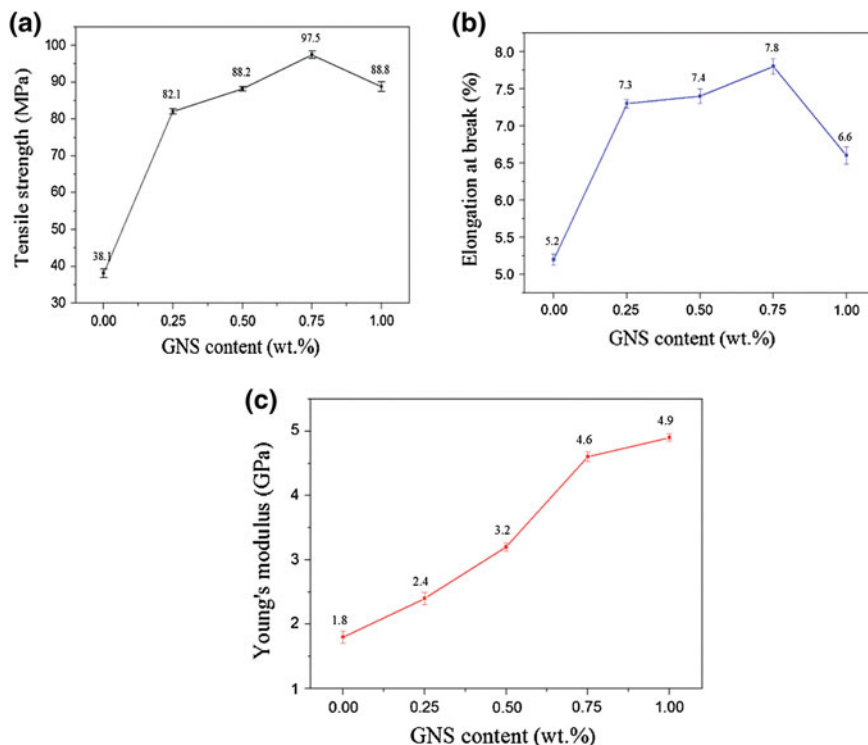 (a)
Tensile strength (MPa)
100
90
80
70
60
50
40
30
38.1
82.1
88.2
97.5
88.8
0.00 0.25 0.50 0.75 1.00
GNS content (wt.%)
(b)
Elongation at break (%)
8.0
7.5
7.0
6.5
6.0
5.5
5.0
5.2
7.3
7.4
7.8
6.6
0.00 0.25 0.50 0.75 1.00
GNS content (wt.%)
(c)
Young's modulus (GPa)
5
4
3
2
1
1.8
2.4
3.2
4.6
4.9
0.00 0.25 0.50 0.75 1.00
GNS content (wt.%)